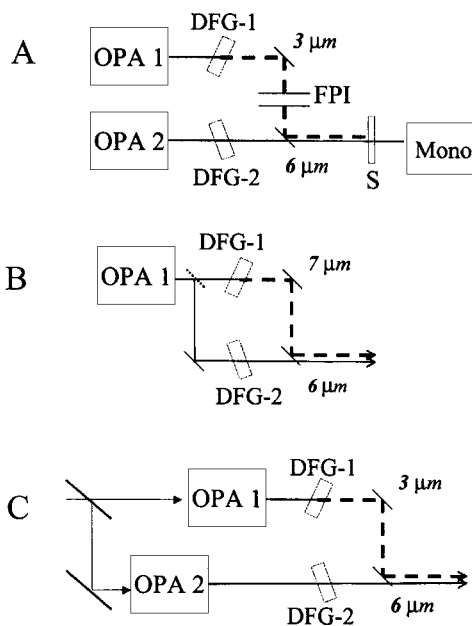 A
DFG-1
3 μm
OPA 1
FPI
OPA 2
DFG-2
6 μm
S
Mono
B
DFG-1
7 μm
OPA 1
DFG-2
6 μm
C
DFG-1
3 μm
OPA 1
OPA 2
DFG-2
6 μm